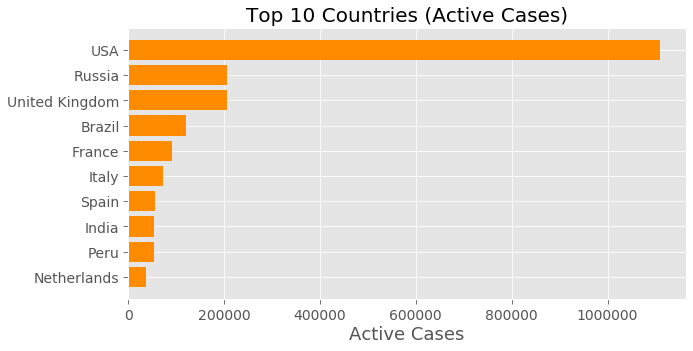 Top 10 Countries (Active Cases)
USA
Russia
United Kingdom
Brazil
France
Italy
Spain
India
Peru
Netherlands
0 200000 400000 600000 800000 1000000
Active Cases